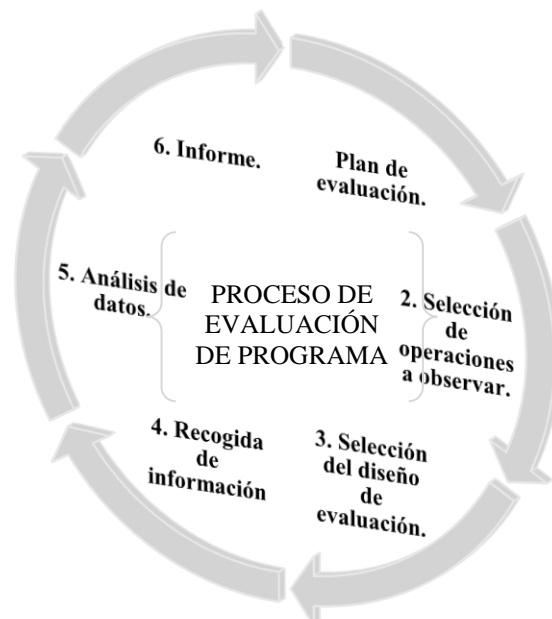 Plan de
evaluación.
2. Selección
de
operaciones
a observar.
3. Selección
del diseño
de
evaluación.
4. Recogida
de
información
5. Análisis de
datos.
6. Informe.
PROCESO DE
EVALUACIÓN
DE PROGRAMA